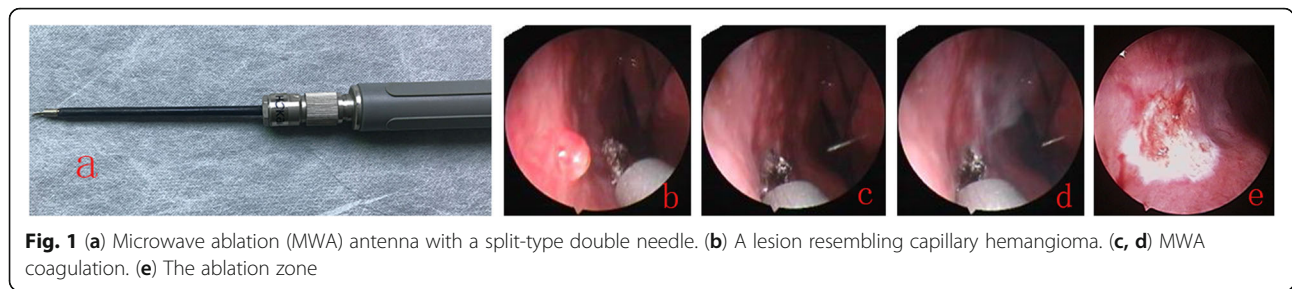 a
b
c
d
e
Fig. 1 (a) Microwave ablation (MWA) antenna with a split-type double needle. (b) A lesion resembling capillary hemangioma. (c, d) MWA
coagulation. (e) The ablation zone